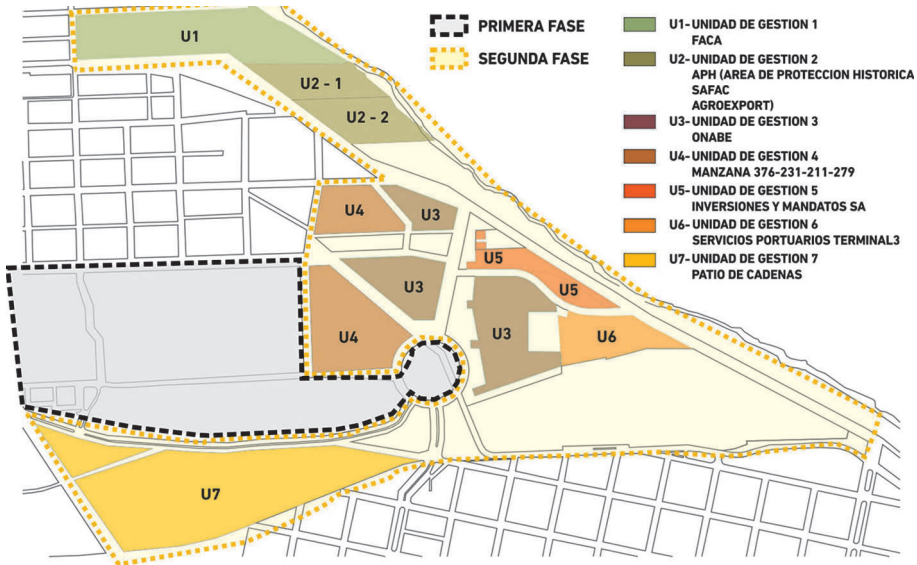 PRIMERA FASE
SEGUNDA FASE
U1- UNIDAD DE GESTION 1
FACA
U2- UNIDAD DE GESTION 2
APH (AREA DE PROTECCION HISTORICA
SAFAC
AGROEXPORT)
U3- UNIDAD DE GESTION 3
ONABE
U4- UNIDAD DE GESTION 4
MANZANA 376-231-211-279
U5- UNIDAD DE GESTION 5
INVERSIONES Y MANDATOS SA
U6- UNIDAD DE GESTION 6
SERVICIOS PORTUARIOS TERMINAL3
U7- UNIDAD DE GESTION 7
PATIO DE CADENAS
U1
U2 - 1
U2 - 2
U4
U3
U5
U3
U5
U4
U3
U6
U7